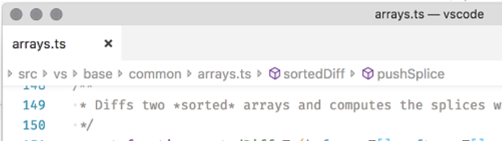 arrays.ts — vscode
arrays.ts
src vs base common arrays.ts sortedDiff pushSplice
148 /**
149 * Diffs two *sorted* arrays and computes the splices w
150 */